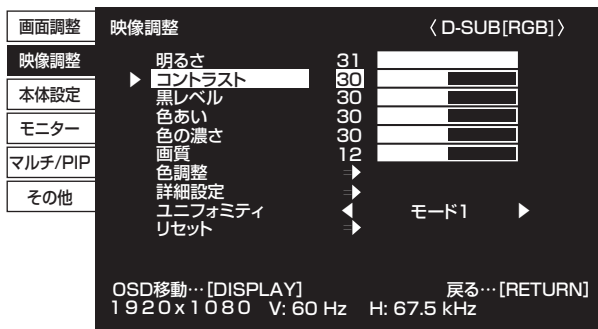 画面調整
映像調整
本体設定
モニター
マルチ/PIP
その他
映像調整 〈 D-SUB[RGB] 〉
明るさ 31
コントラスト 30
黒レベル 30
色あい 30
色の濃さ 30
画質 12
色調整
詳細設定
ユニフォミティ モード1
リセット
OSD移動…[DISPLAY] 戻る…[RETURN]
1920x1080 V: 60 Hz H: 67.5 kHz